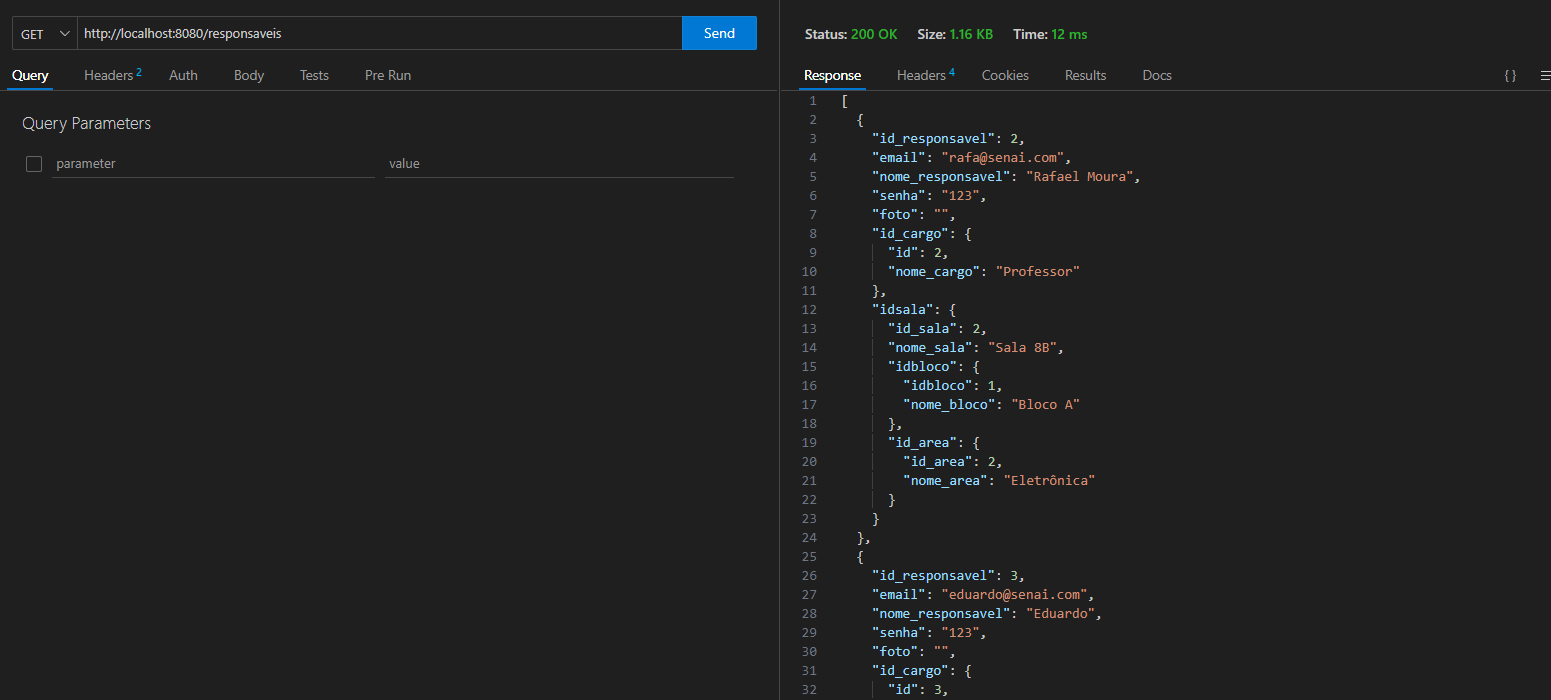 GET http://localhost:8080/responsaveis Send
Query Headers 2 Auth Body Tests Pre Run
Query Parameters
parameter value
Status: 200 OK Size: 1.16 KB Time: 12 ms
Response Headers 4 Cookies Results Docs {}
1 [
2 {
3 "id_responsavel": 2,
4 "email": "rafa@senai.com",
5 "nome_responsavel": "Rafael Moura",
6 "senha": "123",
7 "foto": "",
8 "id_cargo": {
9 "id": 2,
10 "nome_cargo": "Professor"
11 },
12 "idsala": {
13 "id_sala": 2,
14 "nome_sala": "Sala 8B",
15 "idbloco": {
16 "idbloco": 1,
17 "nome_bloco": "Bloco A"
18 },
19 "id_area": {
20 "id_area": 2,
21 "nome_area": "Eletrônica"
22 }
23 }
24 },
25 {
26 "id_responsavel": 3,
27 "email": "eduardo@senai.com",
28 "nome_responsavel": "Eduardo",
29 "senha": "123",
30 "foto": "",
31 "id_cargo": {
32 "id": 3,